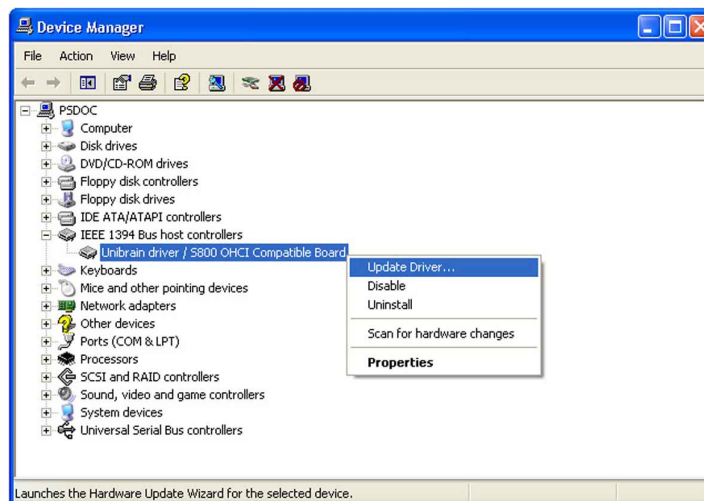 Device Manager
File Action View Help
PSDOC
Computer
Disk drives
DVD/CD-ROM drives
Floppy disk controllers
Floppy disk drives
IDE ATA/ATAPI controllers
IEEE 1394 Bus host controllers
Unibrain driver / S800 OHCI Compatible Board
Keyboards
Mice and other pointing devices
Network adapters
Other devices
Ports (COM & LPT)
Processors
SCSI and RAID controllers
Sound, video and game controllers
System devices
Universal Serial Bus controllers
Update Driver...
Disable
Uninstall
Scan for hardware changes
Properties
Launches the Hardware Update Wizard for the selected device.